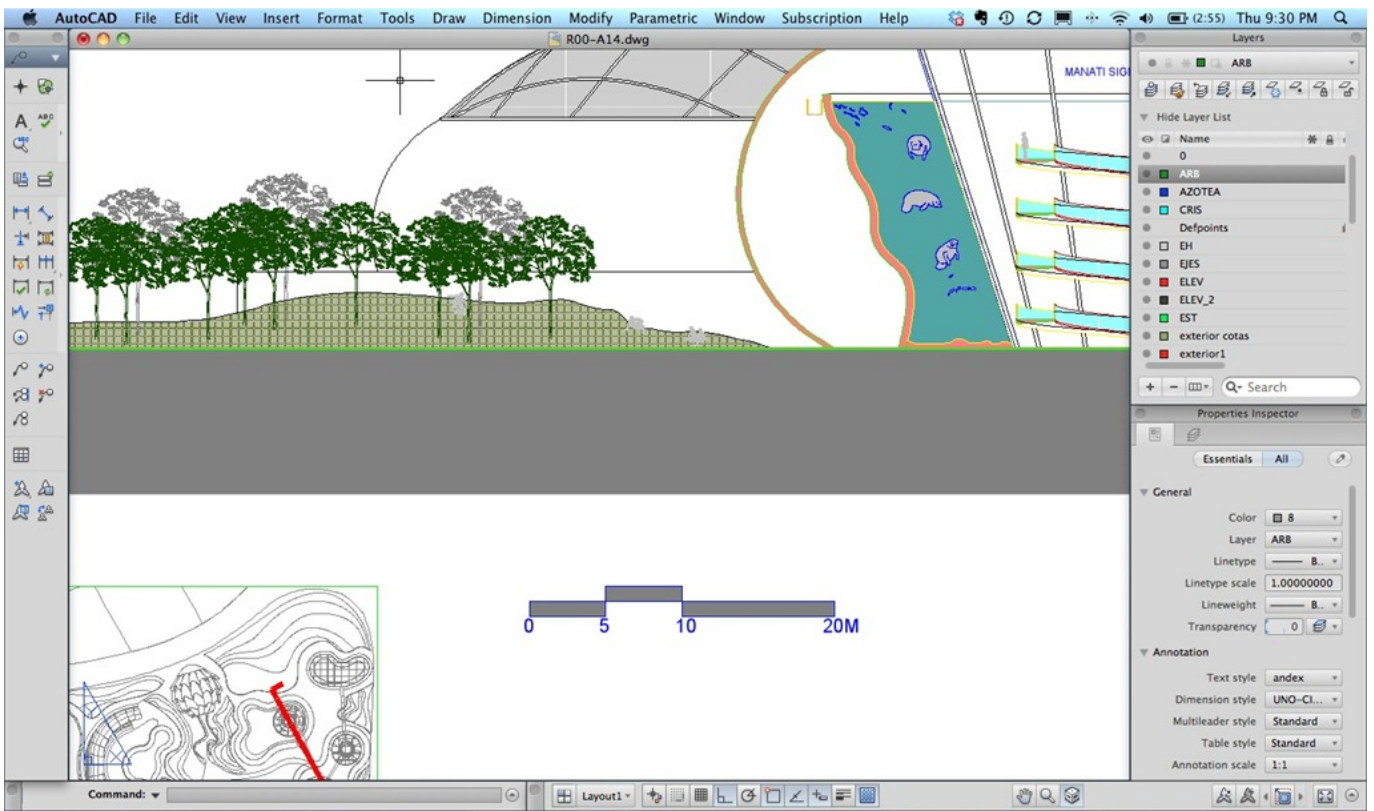 AutoCAD File Edit View Insert Format Tools Draw Dimension Modify Parametric Window Subscription Help (2:55) Thu 9:30 PM
R00-A14.dwg
Layers
ARB
MANATI SIG
Hide Layer List
Name
0
ARB
AZOTEA
CRIS
Defpoints
EH
EJES
ELEV
ELEV_2
EST
exterior cotas
exterior1
Search
Properties Inspector
Essentials All
General
Color 8
Layer ARB
Linetype B...
Linetype scale 1.00000000
Lineweight B...
Transparency 0
Annotation
Text style andex
Dimension style UNO-CI...
Multileader style Standard
Table style Standard
Annotation scale 1:1
0 5 10 20M
Command:
Layout1